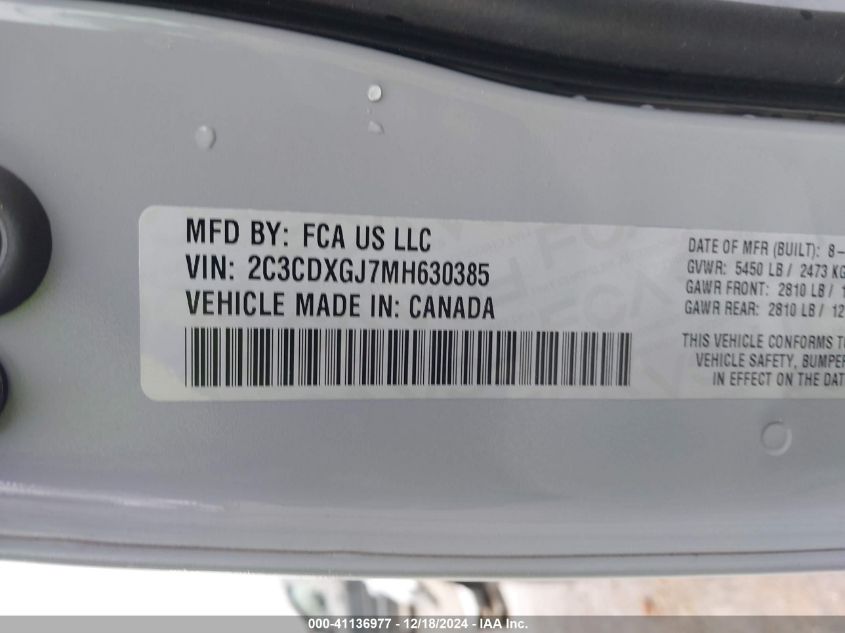 MFD BY: FCA US LLC
VIN: 2C3CDXGJ7MH630385
VEHICLE MADE IN: CANADA
DATE OF MFR (BUILT): 8-
GVWR: 5450 LB / 2473 KG
GAWR FRONT: 2810 LB / 1
GAWR REAR: 2810 LB / 12
THIS VEHICLE CONFORMS T
VEHICLE SAFETY, BUMPER
IN EFFECT ON THE DAT
000-41136977 - 12/18/2024 - IAA Inc.